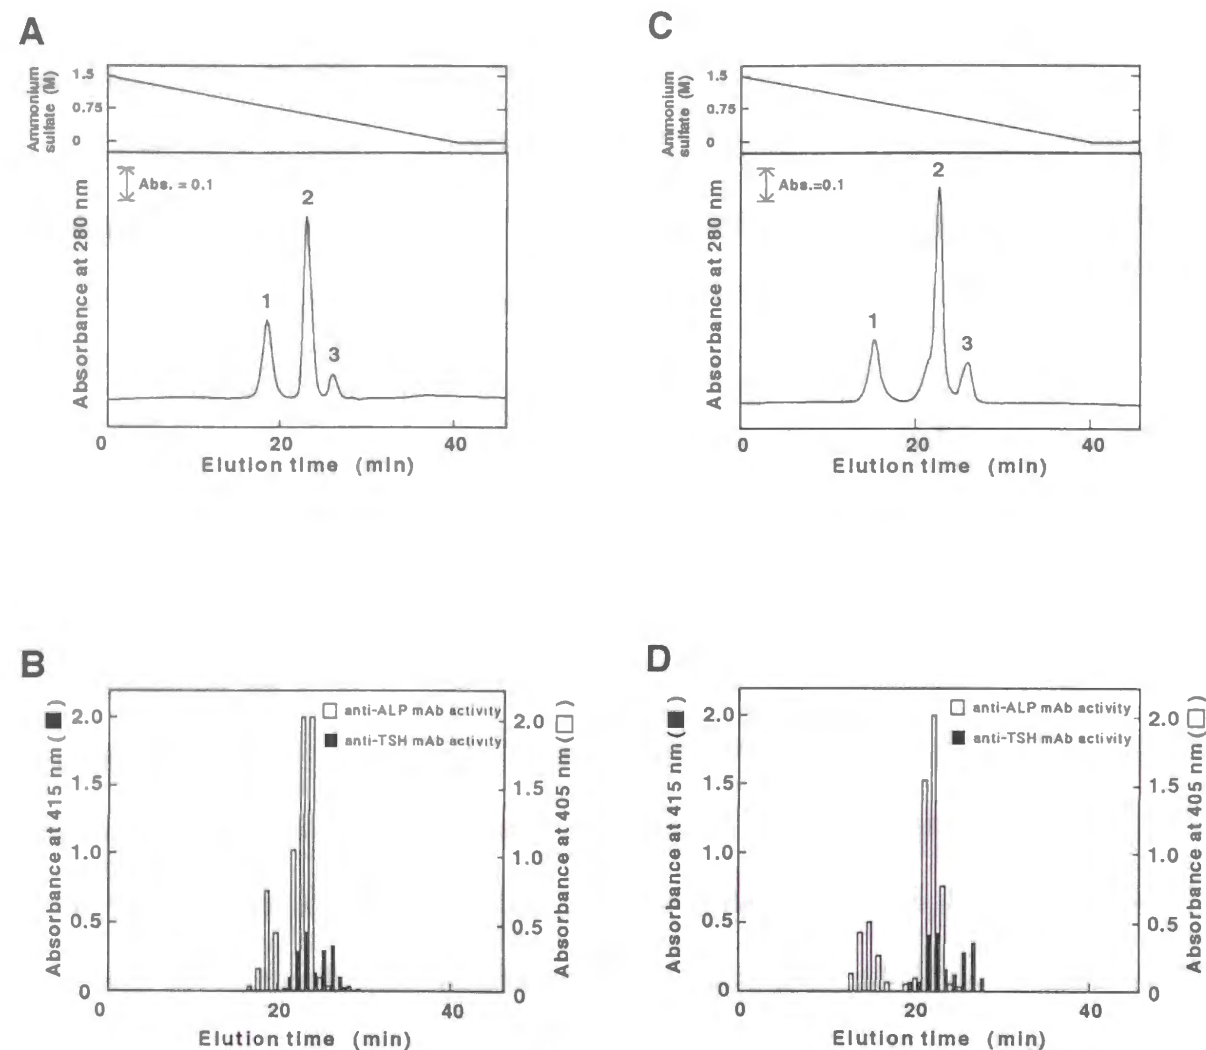 A
Ammonium
sulfate (M)
1.5
0.75
0
Abs. = 0.1
Absorbance at 280 nm
1
2
3
0
20
40
Elution time (min)
C
Ammonium
sulfate (M)
1.5
0.75
0
Abs.=0.1
Absorbance at 280 nm
1
2
3
0
20
40
Elution time (min)
B
Absorbance at 415 nm (■)
2.0
1.5
1.0
0.5
0
anti-ALP mAb activity
anti-TSH mAb activity
2.0
1.5
1.0
0.5
0
Absorbance at 405 nm (□)
0
20
40
Elution time (min)
D
Absorbance at 415 nm (■)
2.0
1.5
1.0
0.5
0
anti-ALP mAb activity
anti-TSH mAb activity
2.0
1.5
1.0
0.5
0
Absorbance at 405 nm (□)
0
20
40
Elution time (min)